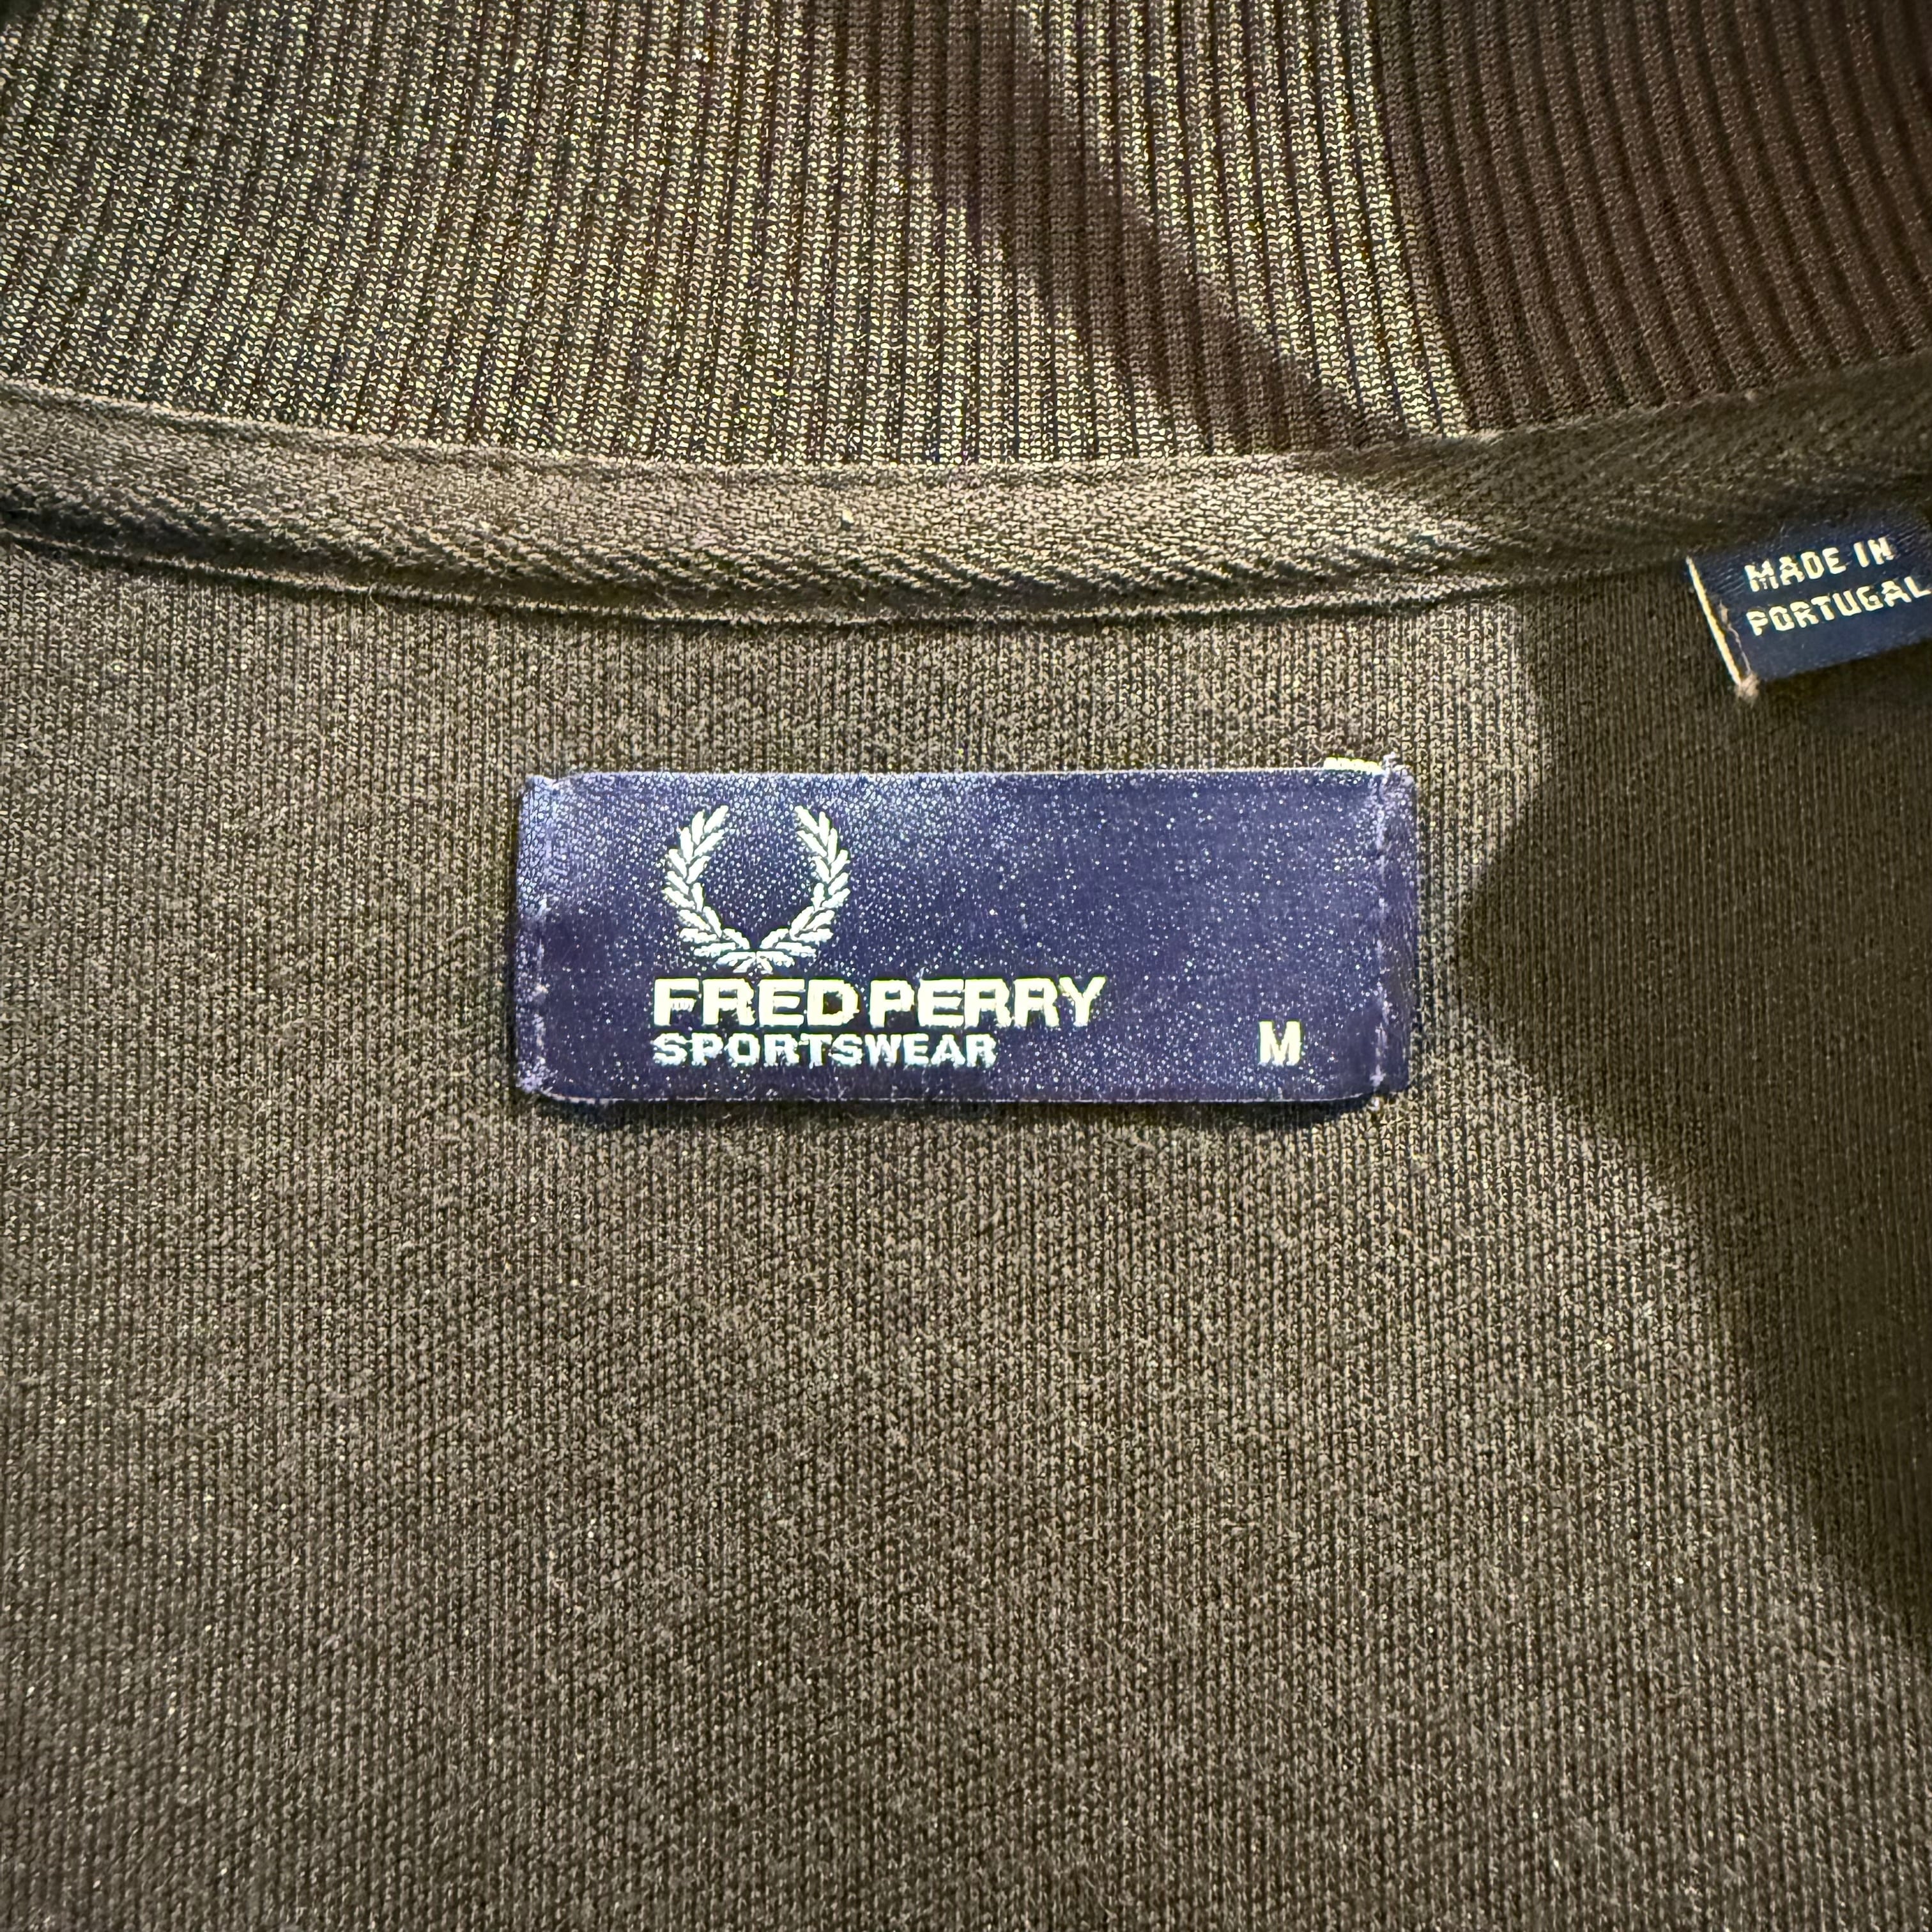 MADE IN
PORTUGAL
FRED PERRY
SPORTSWEAR
M